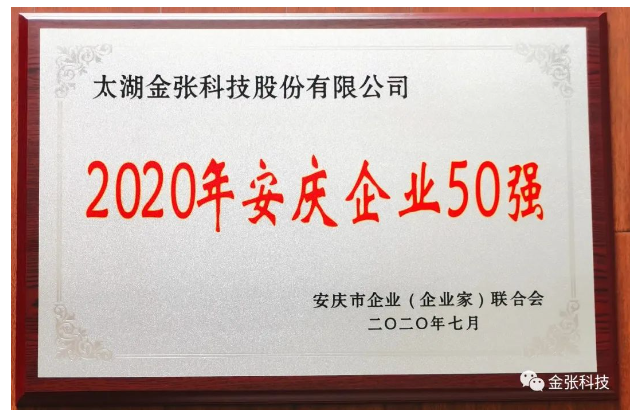 太湖金张科技股份有限公司
2020年安庆企业50强
安庆市企业（企业家）联合会
二〇二〇年七月
金张科技